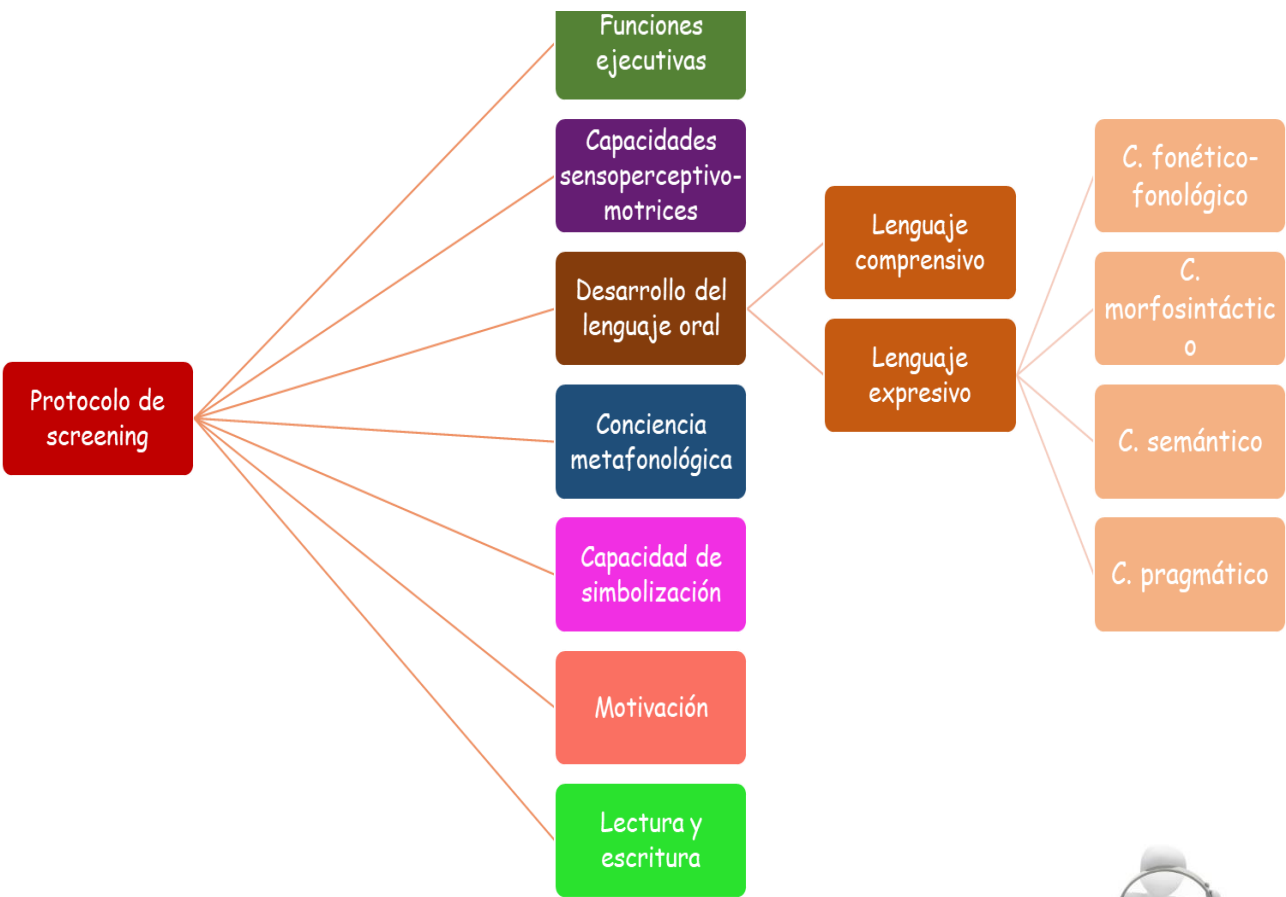 Protocolo de
screening
Funciones
ejecutivas
Capacidades
sensoperceptivo-
motrices
Desarrollo del
lenguaje oral
Conciencia
metafonológica
Capacidad de
simbolización
Motivación
Lectura y
escritura
Lenguaje
comprensivo
Lenguaje
expresivo
C. fonético-
fonológico
C.
morfosintáctic
o
C. semántico
C. pragmático